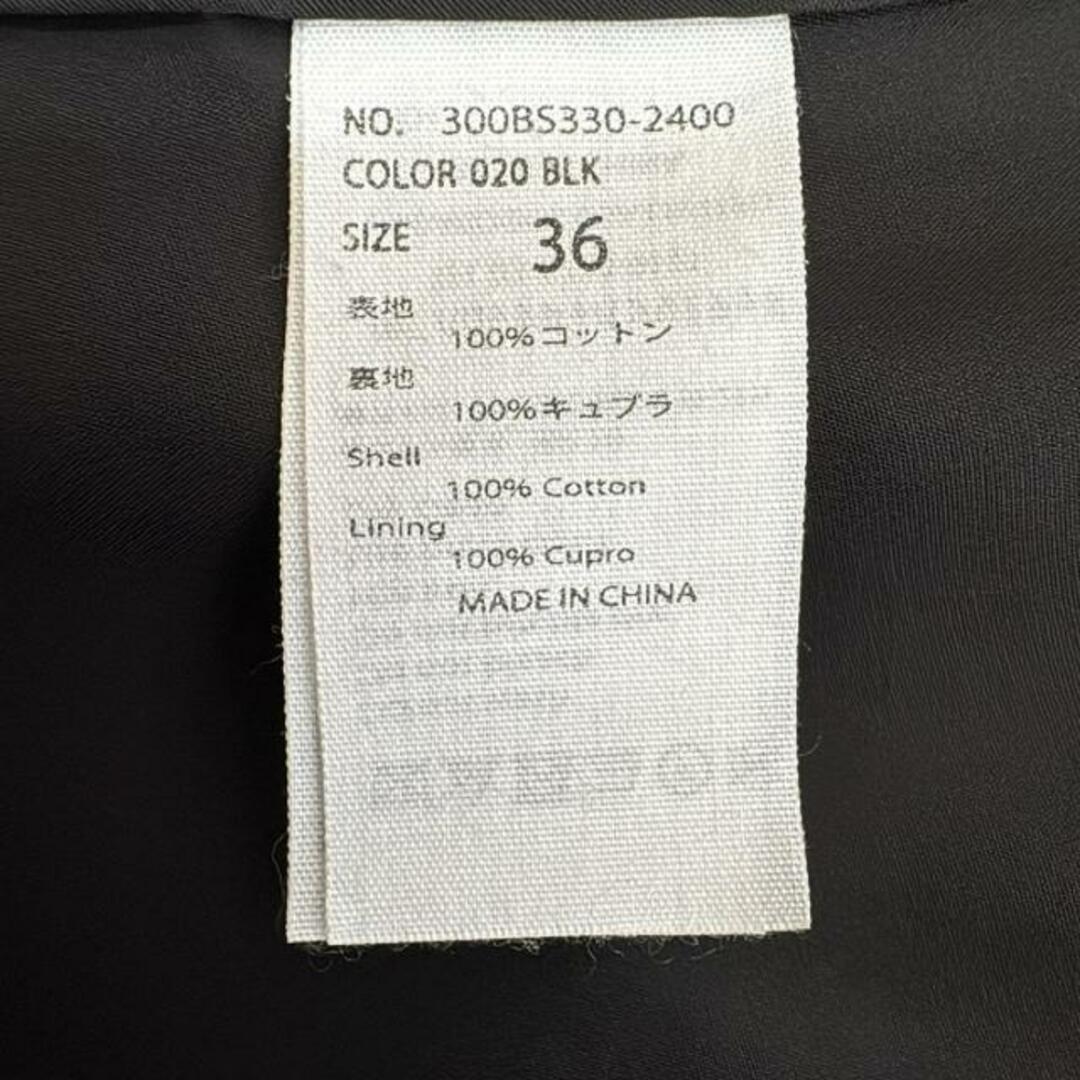 NO. 300BS330-2400
COLOR 020 BLK
SIZE 36
表地
100%コットン
裏地
100%キュプラ
Shell
100% Cotton
Lining
100% Cupra
MADE IN CHINA